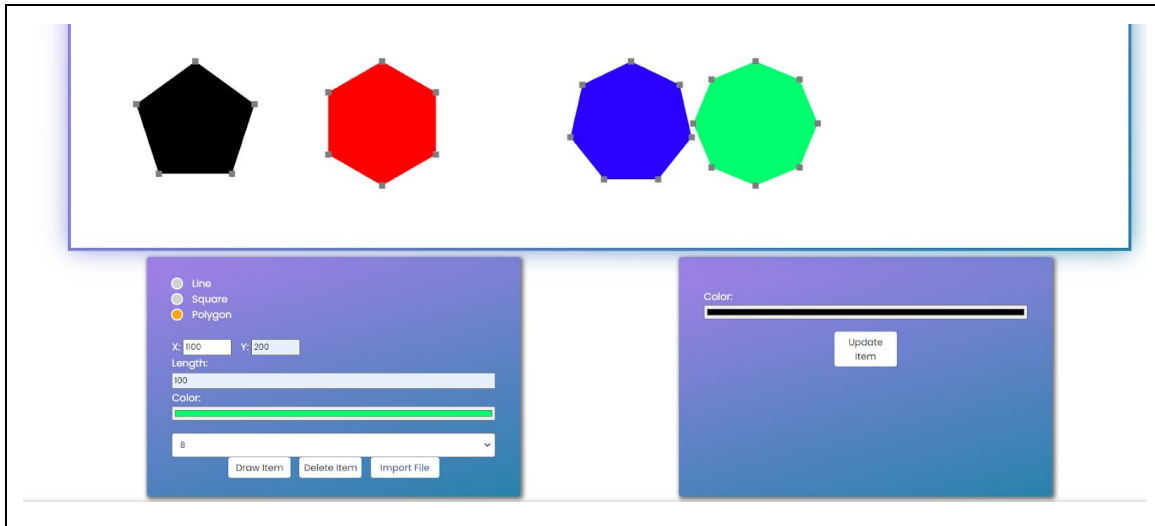 Line
Square
Polygon
X: 1100 Y: 200
Length:
100
Color:
8
Draw Item Delete Item Import File
Color:
Update
Item